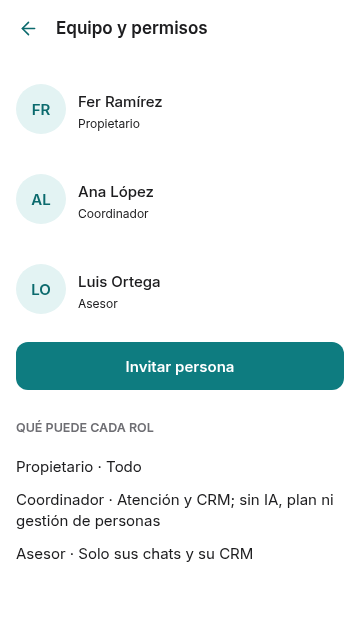 Equipo y permisos
FR
Fer Ramírez
Propietario
AL
Ana López
Coordinador
LO
Luis Ortega
Asesor
Invitar persona
QUÉ PUEDE CADA ROL
Propietario · Todo
Coordinador · Atención y CRM; sin IA, plan ni
gestión de personas
Asesor · Solo sus chats y su CRM